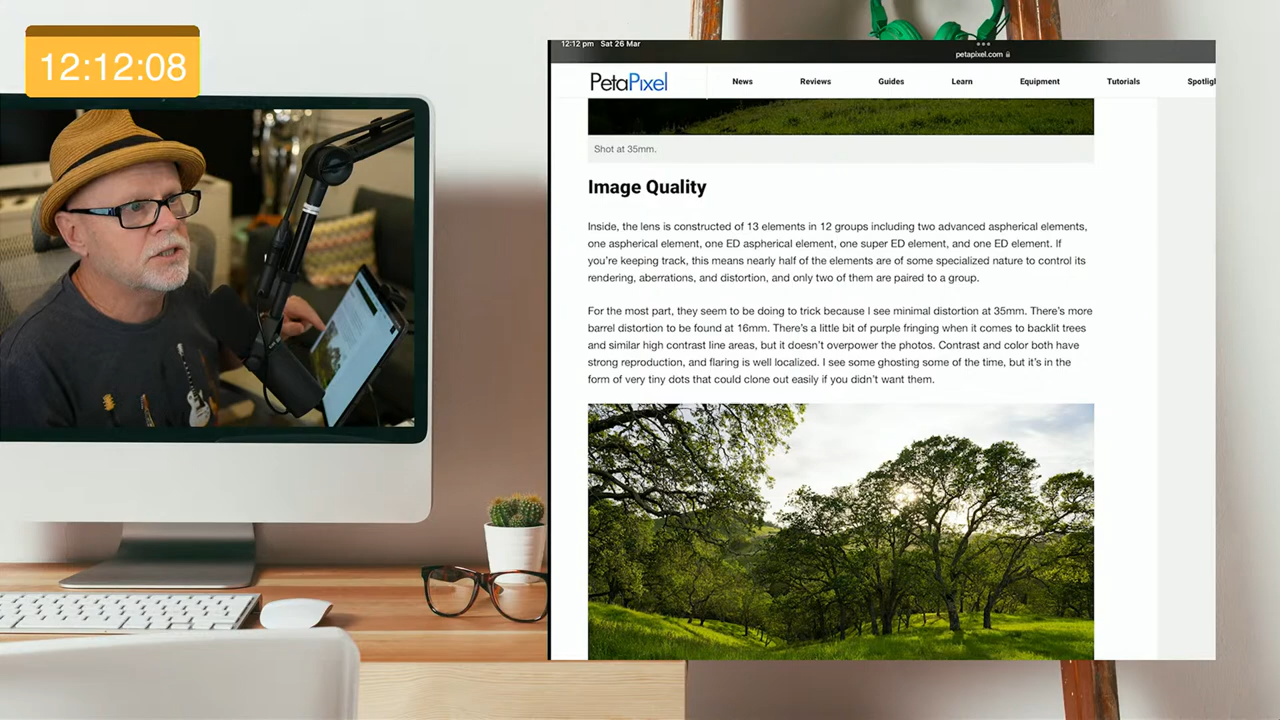 12:12:08
12:12 pm Sat 26 Mar
petapixel.com
PetaPixel
News Reviews Guides Learn Equipment Tutorials Spotligh
Shot at 35mm.
Image Quality
Inside, the lens is constructed of 13 elements in 12 groups including two advanced aspherical elements,
one aspherical element, one ED aspherical element, one super ED element, and one ED element. If
you're keeping track, this means nearly half of the elements are of some specialized nature to control its
rendering, aberrations, and distortion, and only two of them are paired to a group.
For the most part, they seem to be doing to trick because I see minimal distortion at 35mm. There's more
barrel distortion to be found at 16mm. There's a little bit of purple fringing when it comes to backlit trees
and similar high contrast line areas, but it doesn't overpower the photos. Contrast and color both have
strong reproduction, and flaring is well localized. I see some ghosting some of the time, but it's in the
form of very tiny dots that could clone out easily if you didn't want them.